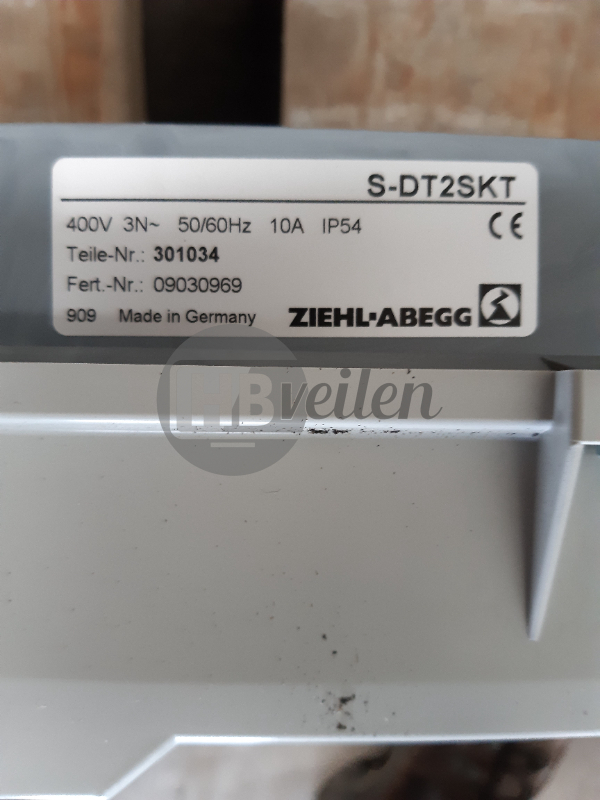 S-DT2SKT
400V 3N~ 50/60Hz 10A IP54
CE
Teile-Nr.: 301034
Fert.-Nr.: 09030969
909 Made in Germany ZIEHL-ABEGG
HBveilen